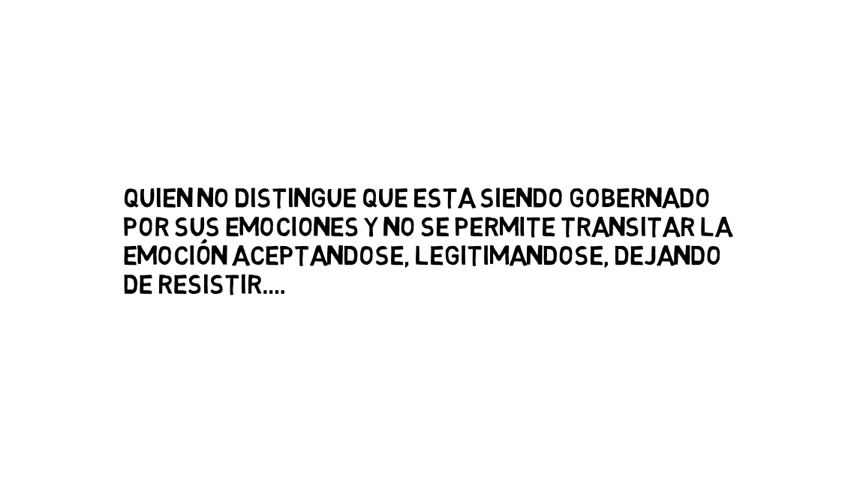 QUIEN NO DISTINGUE QUE ESTA SIENDO GOBERNADO
POR SUS EMOCIONES Y NO SE PERMITE TRANSITAR LA
EMOCIÓN ACEPTANDOSE, LEGITIMANDOSE, DEJANDO
DE RESISTIR....